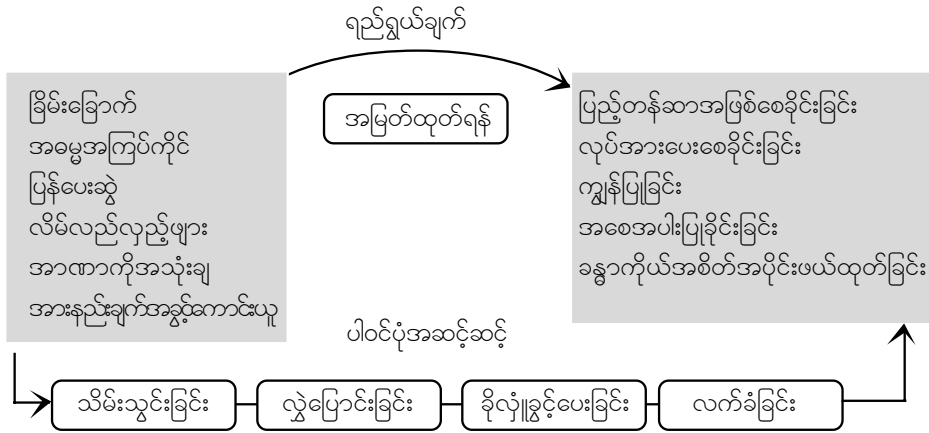 ရည်ရွယ်ချက်
အမြတ်ထုတ်ရန်
ခြိမ်းခြောက်
အဓမ္မအကြပ်ကိုင်
ပြန်ပေးဆွဲ
လိမ်လည်လှည့်ဖျား
အာဏာကိုအသုံးချ
အားနည်းချက်အခွင့်ကောင်းယူ
ပြည့်တန်ဆာအဖြစ်စေခိုင်းခြင်း
လုပ်အားပေးစေခိုင်းခြင်း
ကျွန်ပြုခြင်း
အစေအပါးပြုခိုင်းခြင်း
ခန္ဓာကိုယ်အစိတ်အပိုင်းဖယ်ထုတ်ခြင်း
ပါဝင်ပုံအဆင့်ဆင့်
သိမ်းသွင်းခြင်း
လွှဲပြောင်းခြင်း
ခိုလှုံခွင့်ပေးခြင်း
လက်ခံခြင်း